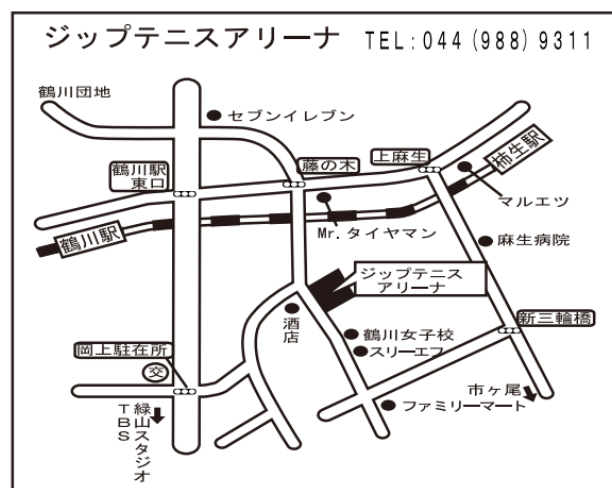 ジップテニスアリーナ TEL:044(988)9311
鶴川団地
セブンイレブン
鶴川駅
東口
藤の木
上麻生
柿生駅
マルエツ
鶴川駅
Mr.タイヤマン
麻生病院
ジップテニス
アリーナ
酒店
新三輪橋
鶴川女子校
スリーエフ
岡上駐在所
交
市ヶ尾
ファミリーマート
緑山スタジオ
TBS